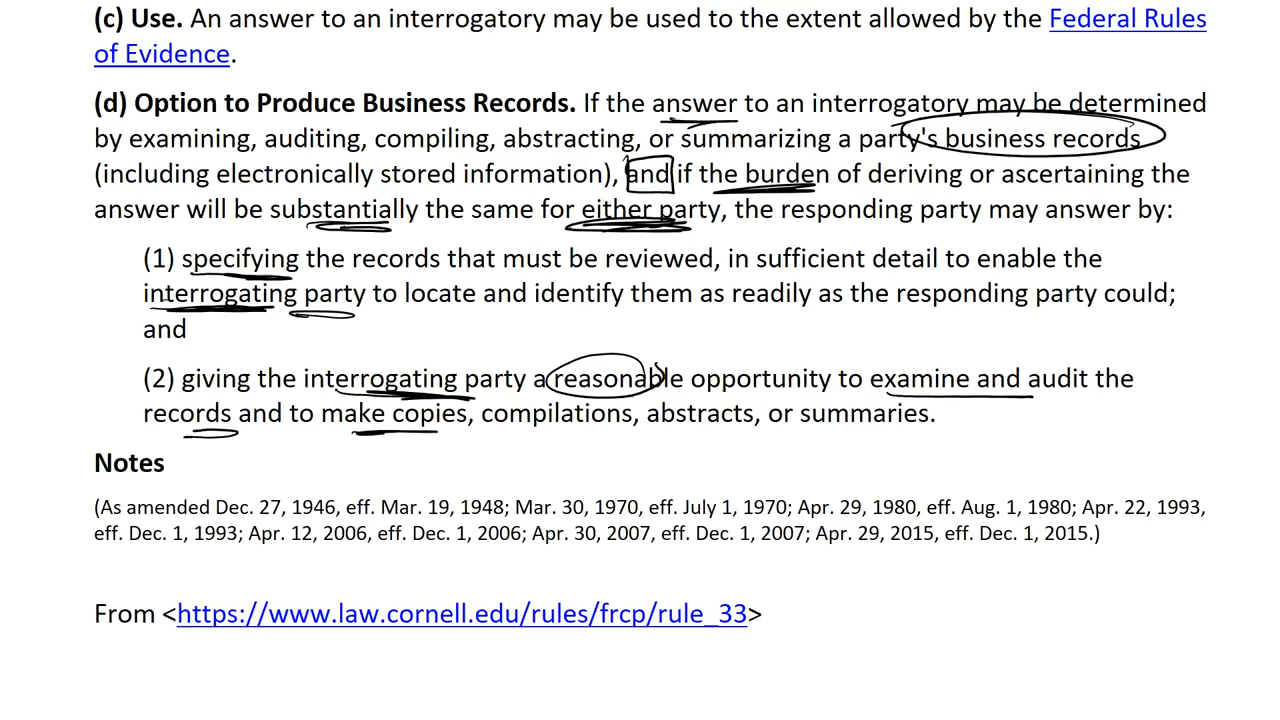 (c) Use. An answer to an interrogatory may be used to the extent allowed by the Federal Rules
of Evidence.
(d) Option to Produce Business Records. If the answer to an interrogatory may be determined
by examining, auditing, compiling, abstracting, or summarizing a party's business records
(including electronically stored information), and if the burden of deriving or ascertaining the
answer will be substantially the same for either party, the responding party may answer by:
(1) specifying the records that must be reviewed, in sufficient detail to enable the
interrogating party to locate and identify them as readily as the responding party could;
and
(2) giving the interrogating party a reasonable opportunity to examine and audit the
records and to make copies, compilations, abstracts, or summaries.
Notes
(As amended Dec. 27, 1946, eff. Mar. 19, 1948; Mar. 30, 1970, eff. July 1, 1970; Apr. 29, 1980, eff. Aug. 1, 1980; Apr. 22, 1993,
eff. Dec. 1, 1993; Apr. 12, 2006, eff. Dec. 1, 2006; Apr. 30, 2007, eff. Dec. 1, 2007; Apr. 29, 2015, eff. Dec. 1, 2015.)
From <https://www.law.cornell.edu/rules/frcp/rule_33>